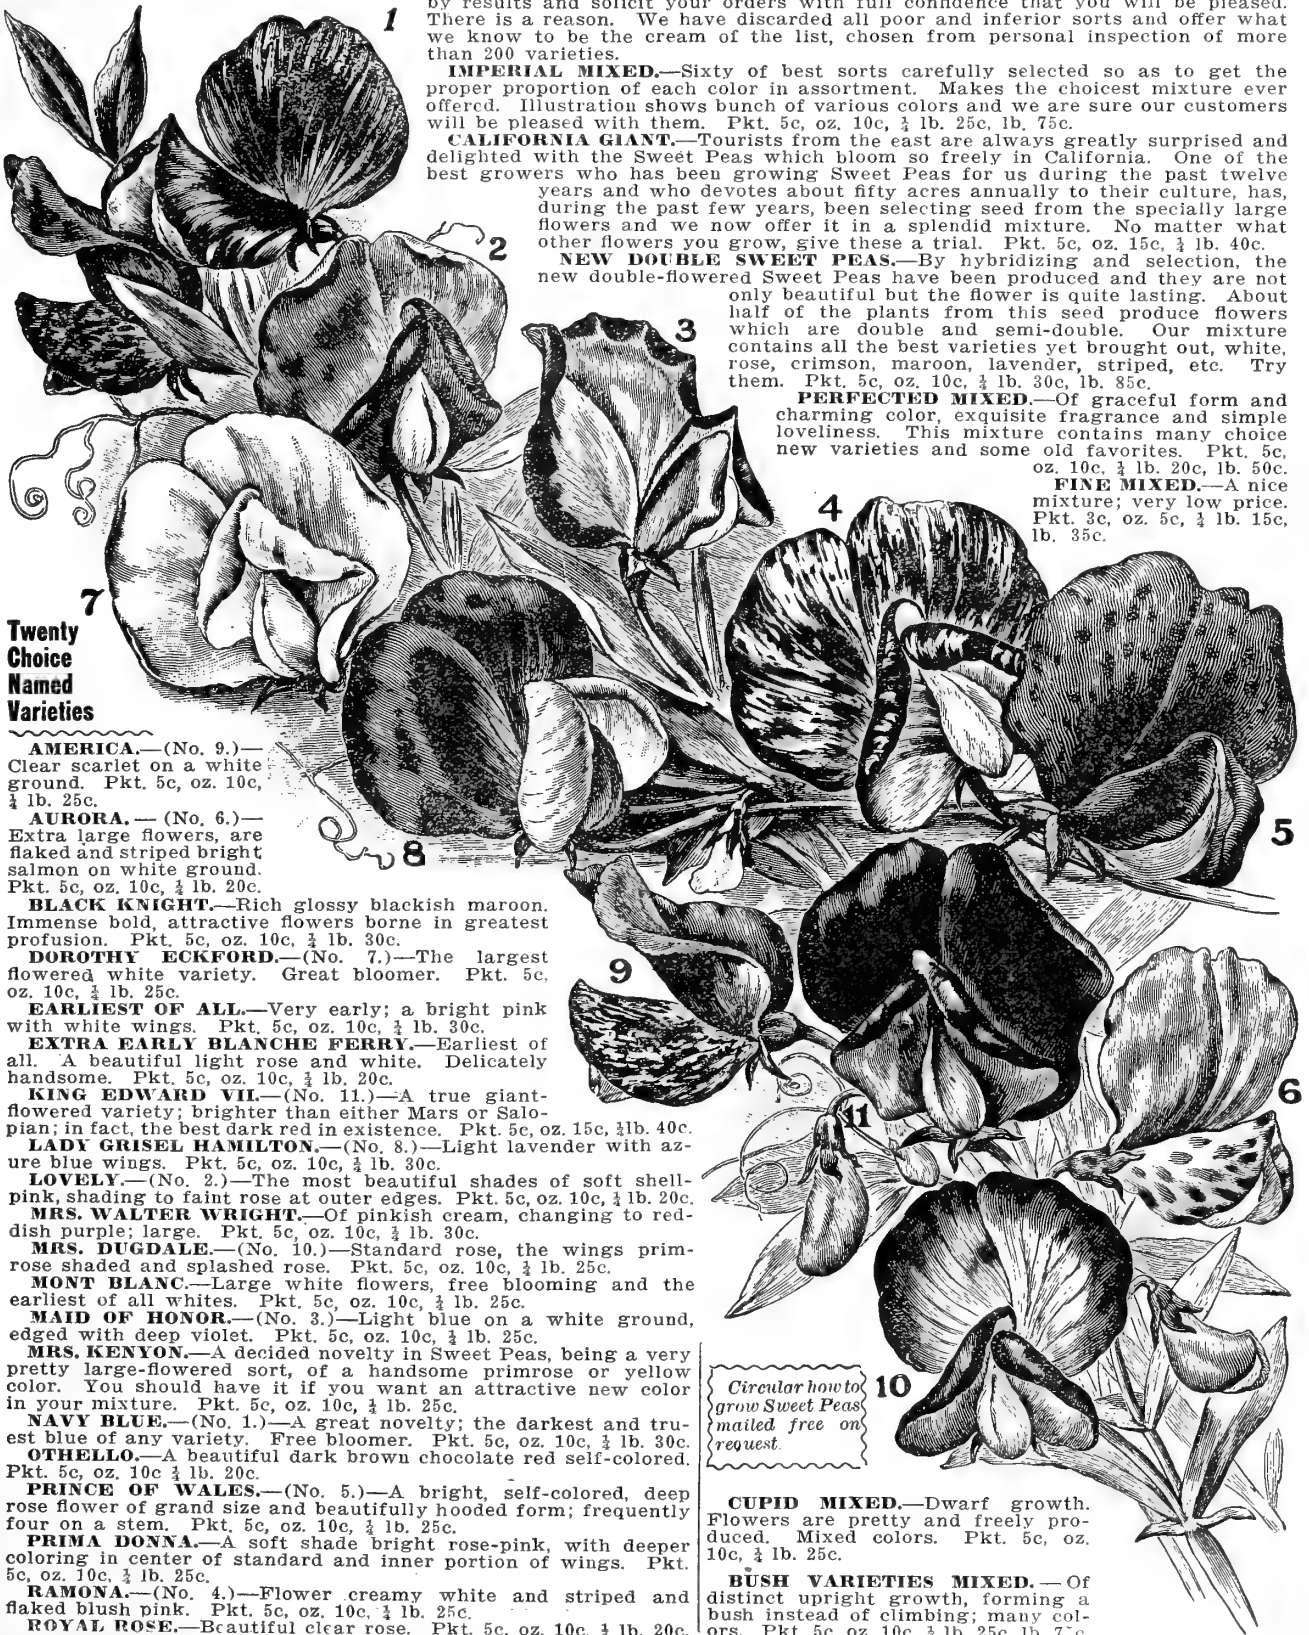 by results and solicit your orders with full confidence that you will be pleased.
There is a reason. We have discarded all poor and inferior sorts and offer what
we know to be the cream of the list, chosen from personal inspection of more
than 200 varieties.
IMPERIAL MIXED.—Sixty of best sorts carefully selected so as to get the
proper proportion of each color in assortment. Makes the choicest mixture ever
offered. Illustration shows bunch of various colors and we are sure our customers
will be pleased with them. Pkt. 5c, oz. 10c, ¼ lb. 25c, lb. 75c.
CALIFORNIA GIANT.—Tourists from the east are always greatly surprised and
delighted with the Sweet Peas which bloom so freely in California. One of the
best growers who has been growing Sweet Peas for us during the past twelve
years and who devotes about fifty acres annually to their culture, has,
during the past few years, been selecting seed from the specially large
flowers and we now offer it in a splendid mixture. No matter what
other flowers you grow, give these a trial. Pkt. 5c, oz. 15c, ¼ lb. 40c.
NEW DOUBLE SWEET PEAS.—By hybridizing and selection, the
new double-flowered Sweet Peas have been produced and they are not
only beautiful but the flower is quite lasting. About
half of the plants from this seed produce flowers
which are double and semi-double. Our mixture
contains all the best varieties yet brought out, white,
rose, crimson, maroon, lavender, striped, etc. Try
them. Pkt. 5c, oz. 10c, ¼ lb. 30c, lb. 85c.
PERFECTED MIXED.—Of graceful form and
charming color, exquisite fragrance and simple
loveliness. This mixture contains many choice
new varieties and some old favorites. Pkt. 5c,
oz. 10c, ¼ lb. 20c, lb. 50c.
FINE MIXED.—A nice
mixture; very low price.
Pkt. 3c, oz. 5c, ¼ lb. 15c,
lb. 35c.
1
2
3
4
5
6
7
8
9
10
11
Twenty
Choice
Named
Varieties
AMERICA.—(No. 9.)—
Clear scarlet on a white
ground. Pkt. 5c, oz. 10c,
¼ lb. 25c.
AURORA.—(No. 6.)—
Extra large flowers, are
flaked and striped bright
salmon on white ground.
Pkt. 5c, oz. 10c, ¼ lb. 20c.
BLACK KNIGHT.—Rich glossy blackish maroon.
Immense bold, attractive flowers borne in greatest
profusion. Pkt. 5c, oz. 10c, ¼ lb. 30c.
DOROTHY ECKFORD.—(No. 7.)—The largest
flowered white variety. Great bloomer. Pkt. 5c,
oz. 10c, ¼ lb. 25c.
EARLIEST OF ALL.—Very early; a bright pink
with white wings. Pkt. 5c, oz. 10c, ¼ lb. 30c.
EXTRA EARLY BLANCHE FERRY.—Earliest of
all. A beautiful light rose and white. Delicately
handsome. Pkt. 5c, oz. 10c, ¼ lb. 20c.
KING EDWARD VII.—(No. 11.)—A true giant-
flowered variety; brighter than either Mars or Salo-
pian; in fact, the best dark red in existence. Pkt. 5c, oz. 15c, ¼lb. 40c.
LADY GRISEL HAMILTON.—(No. 8.)—Light lavender with az-
ure blue wings. Pkt. 5c, oz. 10c, ¼ lb. 30c.
LOVELY.—(No. 2.)—The most beautiful shades of soft shell-
pink, shading to faint rose at outer edges. Pkt. 5c, oz. 10c, ¼ lb. 20c.
MRS. WALTER WRIGHT.—Of pinkish cream, changing to red-
dish purple; large. Pkt. 5c, oz. 10c, ¼ lb. 30c.
MRS. DUGDALE.—(No. 10.)—Standard rose, the wings prim-
rose shaded and splashed rose. Pkt. 5c, oz. 10c, ¼ lb. 25c.
MONT BLANC.—Large white flowers, free blooming and the
earliest of all whites. Pkt. 5c, oz. 10c, ¼ lb. 25c.
MAID OF HONOR.—(No. 3.)—Light blue on a white ground,
edged with deep violet. Pkt. 5c, oz. 10c, ¼ lb. 25c.
MRS. KENYON.—A decided novelty in Sweet Peas, being a very
pretty large-flowered sort, of a handsome primrose or yellow
color. You should have it if you want an attractive new color
in your mixture. Pkt. 5c, oz. 10c, ¼ lb. 25c.
NAVY BLUE.—(No. 1.)—A great novelty; the darkest and tru-
est blue of any variety. Free bloomer. Pkt. 5c, oz. 10c, ¼ lb. 30c.
OTHELLO.—A beautiful dark brown chocolate red self-colored.
Pkt. 5c, oz. 10c ¼ lb. 20c.
PRINCE OF WALES.—(No. 5.)—A bright, self-colored, deep
rose flower of grand size and beautifully hooded form; frequently
four on a stem. Pkt. 5c, oz. 10c, ¼ lb. 25c.
PRIMA DONNA.—A soft shade bright rose-pink, with deeper
coloring in center of standard and inner portion of wings. Pkt.
5c, oz. 10c, ¼ lb. 25c.
RAMONA.—(No. 4.)—Flower creamy white and striped and
flaked blush pink. Pkt. 5c, oz. 10c, ¼ lb. 25c.
ROYAL ROSE.—Beautiful clear rose. Pkt. 5c, oz. 10c, ¼ lb. 20c.
Circular how to
grow Sweet Peas
mailed free on
request.
CUPID MIXED.—Dwarf growth.
Flowers are pretty and freely pro-
duced. Mixed colors. Pkt. 5c, oz.
10c, ¼ lb. 25c.
BUSH VARIETIES MIXED.—Of
distinct upright growth, forming a
bush instead of climbing; many col-
ors. Pkt 5c oz 10c ¼ lb 25c lb